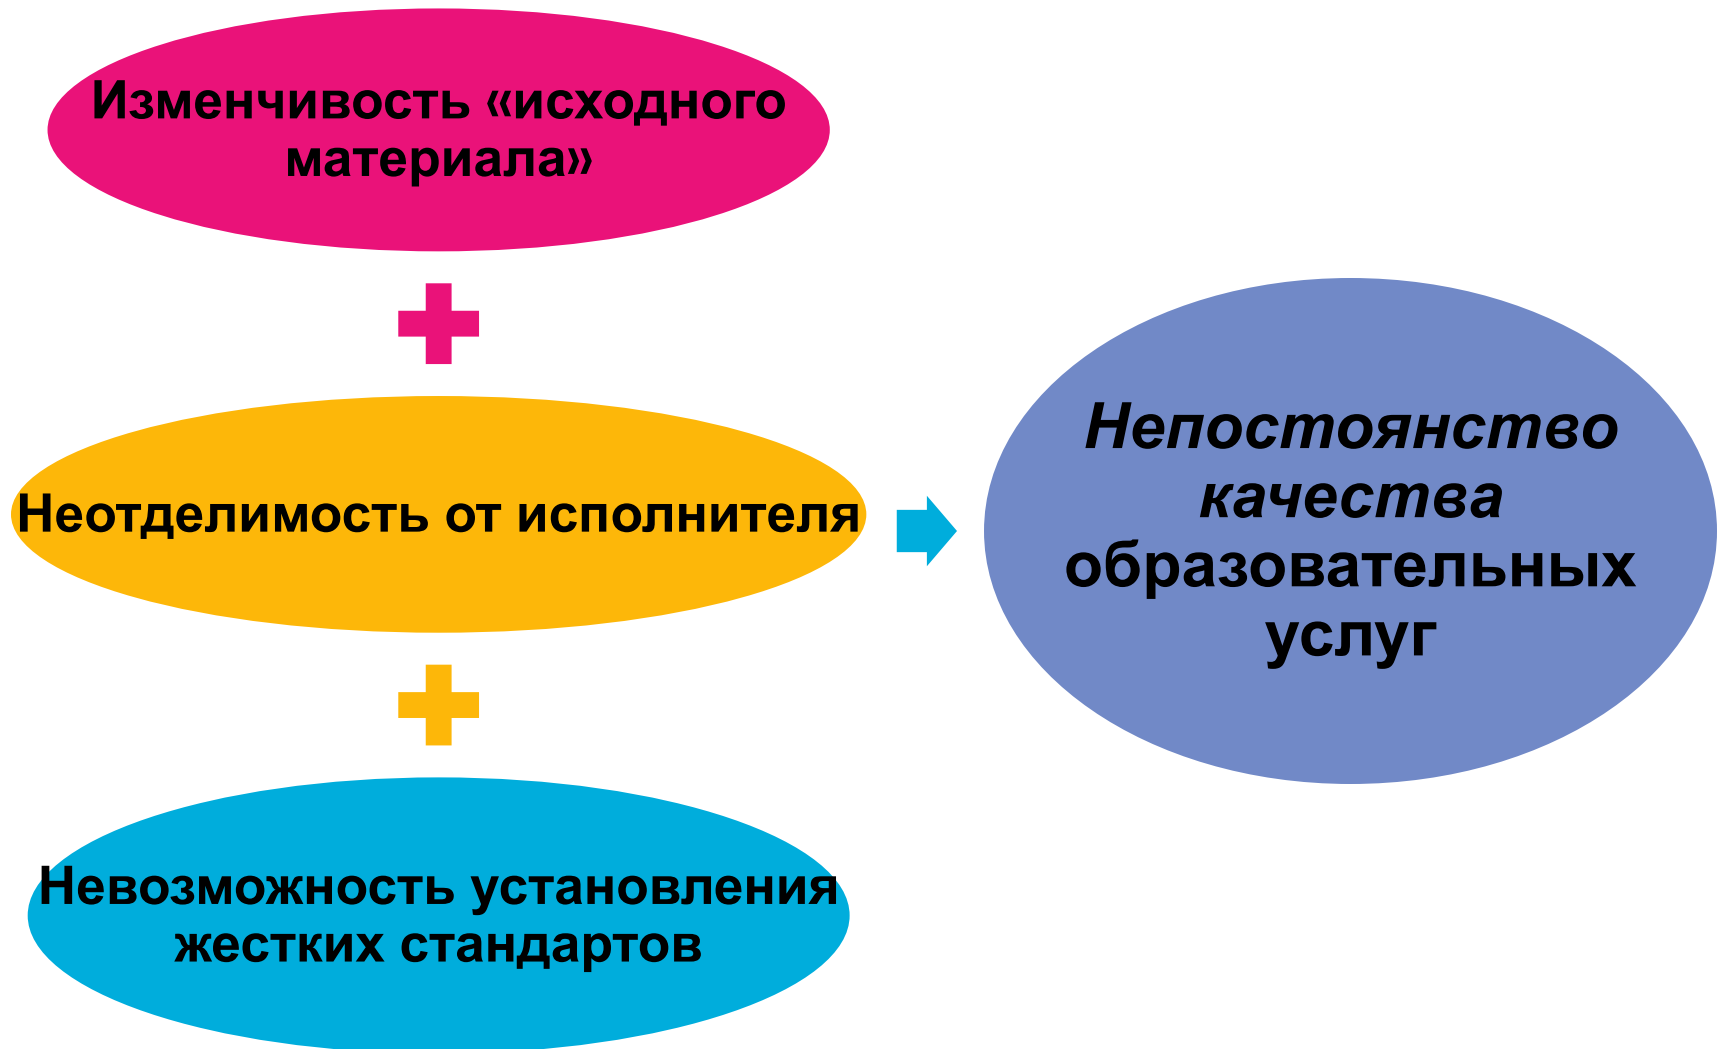 Изменчивость «исходного
материала»
Неотделимость от исполнителя
Невозможность установления
жестких стандартов
Непостоянство
качества
образовательных
услуг